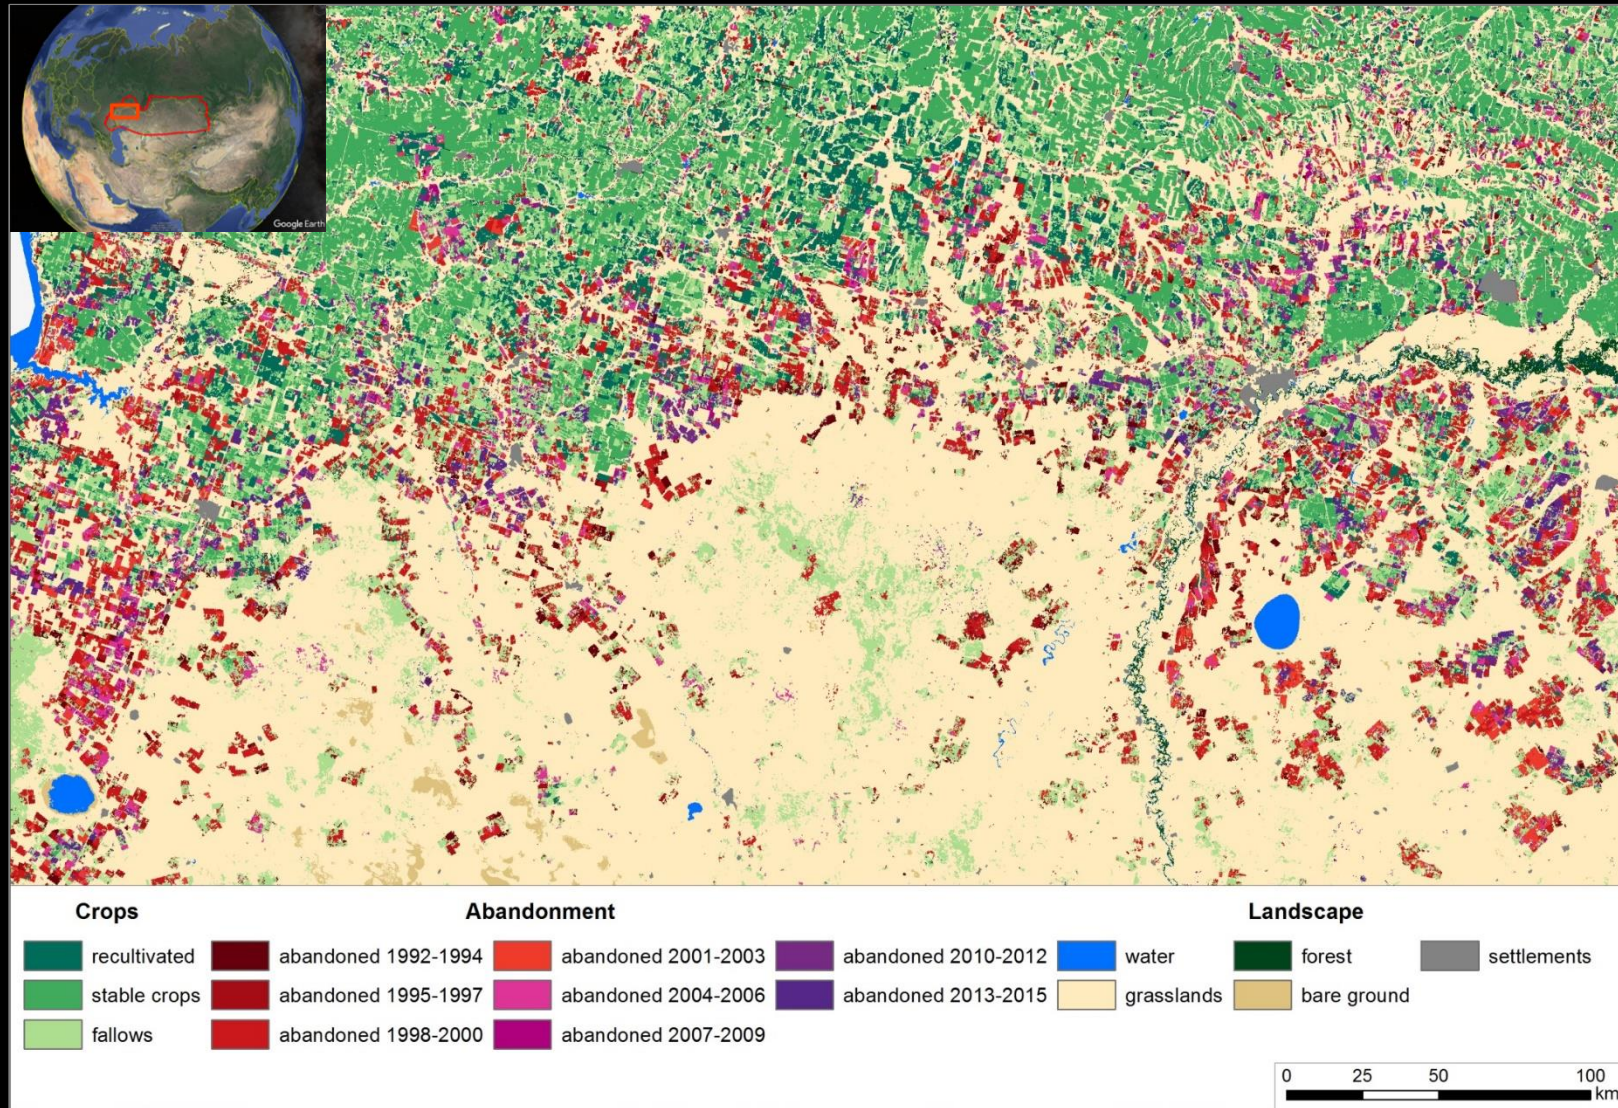 Google Earth
Crops
Abandonment
Landscape
recultivated
abandoned 1992-1994
abandoned 2001-2003
abandoned 2010-2012
water
forest
settlements
stable crops
abandoned 1995-1997
abandoned 2004-2006
abandoned 2013-2015
grasslands
bare ground
fallows
abandoned 1998-2000
abandoned 2007-2009
0 25 50 100
km